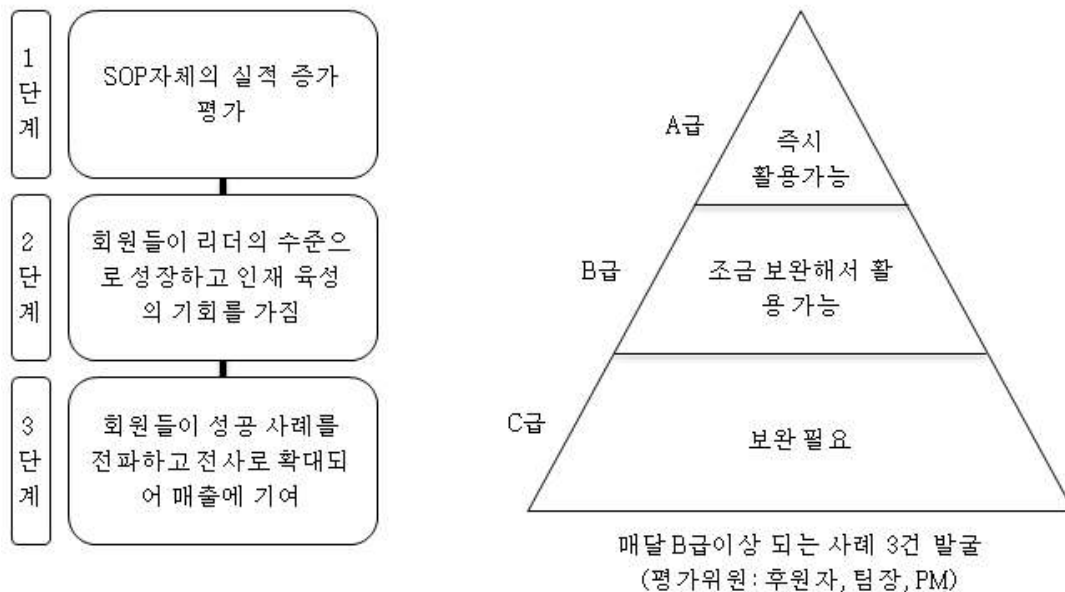 1
단
계
SOP자체의 실적 증가
평가
2
단
계
회원들이 리더의 수준으
로 성장하고 인재 육성
의 기회를 가짐
3
단
계
회원들이 성공 사례를
전파하고 전사로 확대되
어 매출에 기여
A급
즉시
활용가능
B급
조금 보완해서 활
용 가능
C급
보완 필요
매달 B급이상 되는 사례 3건 발굴
(평가위원: 후원자, 팀장, PM)